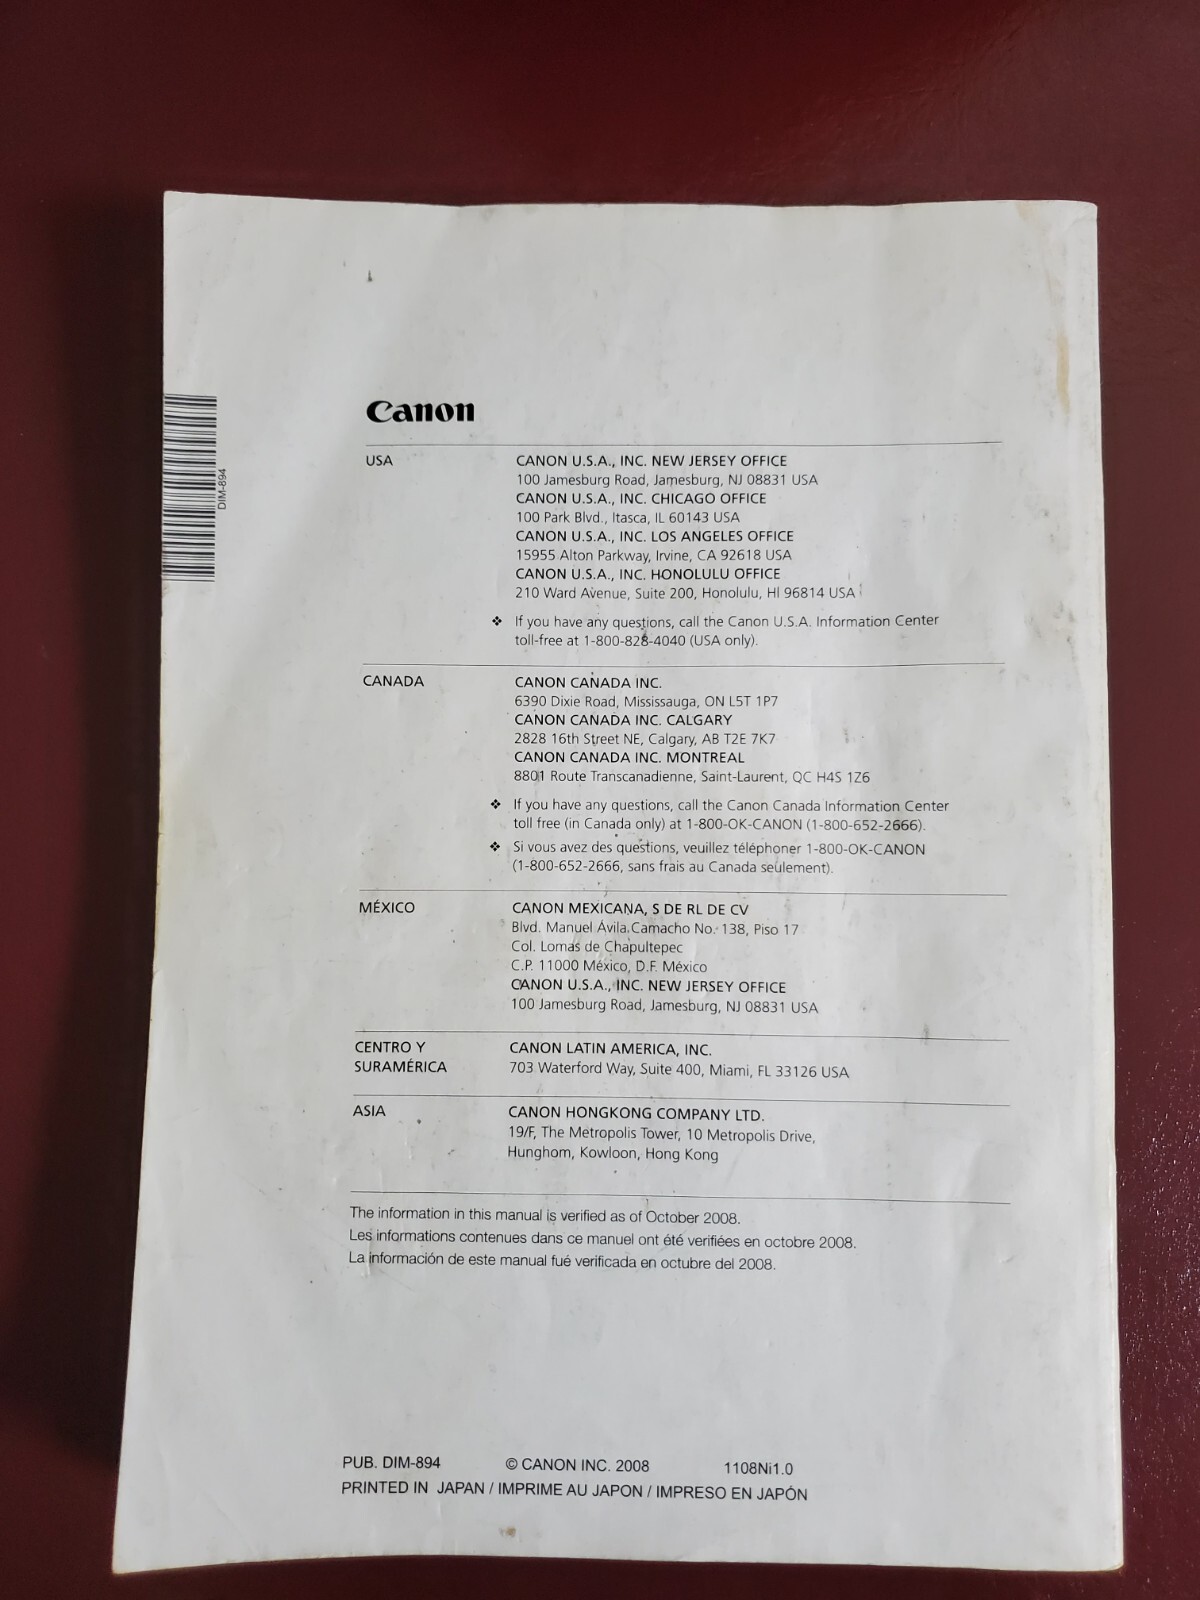 Canon
DIM-894
USA
CANON U.S.A., INC. NEW JERSEY OFFICE
100 Jamesburg Road, Jamesburg, NJ 08831 USA
CANON U.S.A., INC. CHICAGO OFFICE
100 Park Blvd., Itasca, IL 60143 USA
CANON U.S.A., INC. LOS ANGELES OFFICE
15955 Alton Parkway, Irvine, CA 92618 USA
CANON U.S.A., INC. HONOLULU OFFICE
210 Ward Avenue, Suite 200, Honolulu, HI 96814 USA
❖ If you have any questions, call the Canon U.S.A. Information Center
toll-free at 1-800-828-4040 (USA only).
CANADA
CANON CANADA INC.
6390 Dixie Road, Mississauga, ON L5T 1P7
CANON CANADA INC. CALGARY
2828 16th Street NE, Calgary, AB T2E 7K7
CANON CANADA INC. MONTREAL
8801 Route Transcanadienne, Saint-Laurent, QC H4S 1Z6
❖ If you have any questions, call the Canon Canada Information Center
toll free (in Canada only) at 1-800-OK-CANON (1-800-652-2666).
❖ Si vous avez des questions, veuillez téléphoner 1-800-OK-CANON
(1-800-652-2666, sans frais au Canada seulement).
MÉXICO
CANON MEXICANA, S DE RL DE CV
Blvd. Manuel Ávila Camacho No. 138, Piso 17
Col. Lomas de Chapultepec
C.P. 11000 México, D.F. México
CANON U.S.A., INC. NEW JERSEY OFFICE
100 Jamesburg Road, Jamesburg, NJ 08831 USA
CENTRO Y
SURAMÉRICA
CANON LATIN AMERICA, INC.
703 Waterford Way, Suite 400, Miami, FL 33126 USA
ASIA
CANON HONGKONG COMPANY LTD.
19/F, The Metropolis Tower, 10 Metropolis Drive,
Hunghom, Kowloon, Hong Kong
The information in this manual is verified as of October 2008.
Les informations contenues dans ce manuel ont été verifiées en octobre 2008.
La información de este manual fué verificada en octubre del 2008.
PUB. DIM-894 © CANON INC. 2008 1108Ni1.0
PRINTED IN JAPAN / IMPRIME AU JAPON / IMPRESO EN JAPÓN